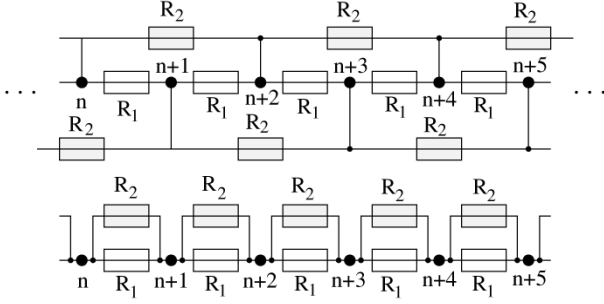 R2 R2 R2
n+1 n+3 n+5
... n R1 R1 n+2 R1 R1 n+4 R1 ...
R2 R2 R2
R2 R2 R2 R2 R2
n R1 n+1 R1 n+2 R1 n+3 R1 n+4 R1 n+5